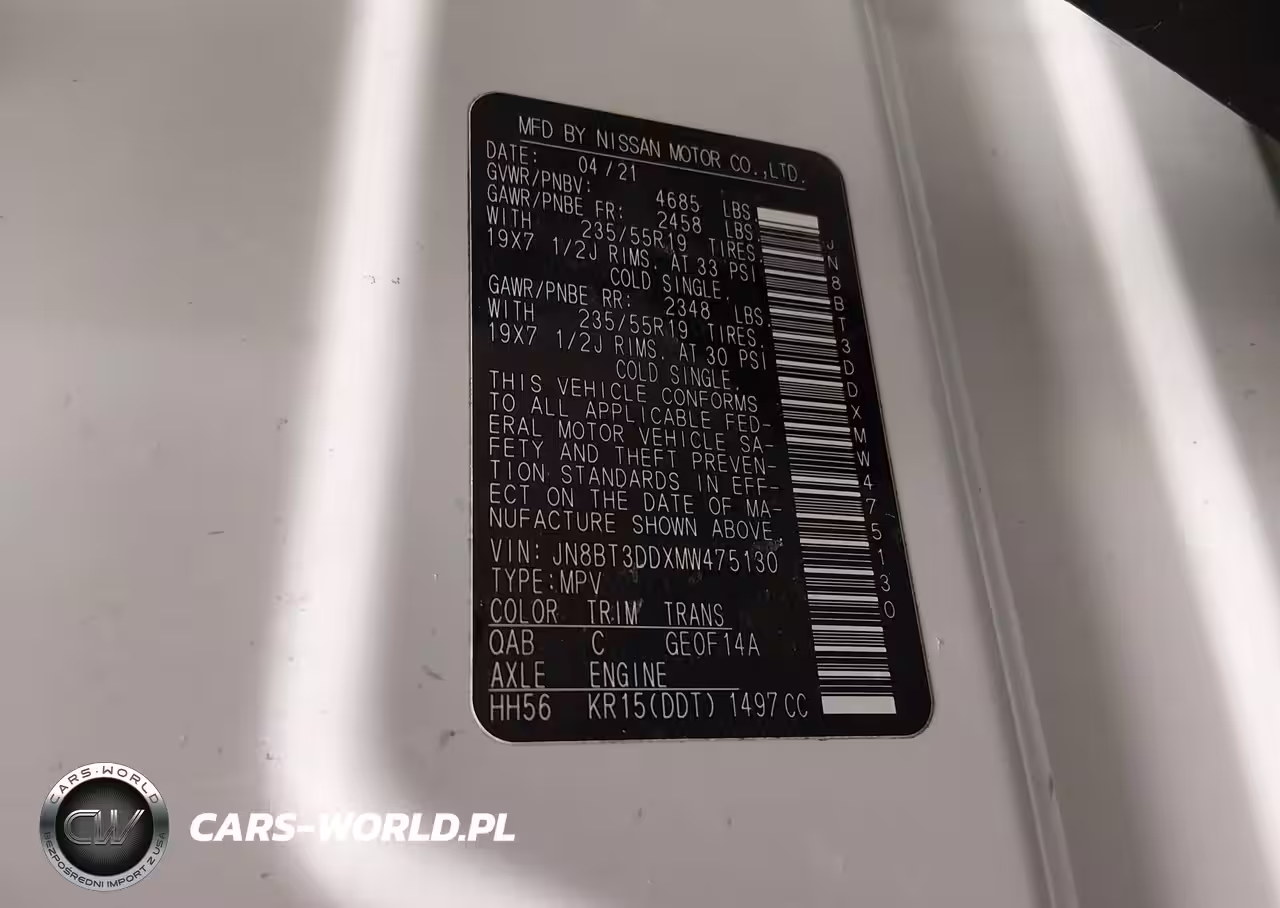 MFD BY NISSAN MOTOR CO.,LTD.
DATE: 04/21
GVWR/PNBV: 4685 LBS.
GAWR/PNBE FR: 2458 LBS.
WITH 235/55R19 TIRES.
19X7 1/2J RIMS. AT 33 PSI
COLD SINGLE.
GAWR/PNBE RR: 2348 LBS.
WITH 235/55R19 TIRES.
19X7 1/2J RIMS. AT 30 PSI
COLD SINGLE.
THIS VEHICLE CONFORMS
TO ALL APPLICABLE FED-
ERAL MOTOR VEHICLE SA-
FETY AND THEFT PREVEN-
TION STANDARDS IN EFF-
ECT ON THE DATE OF MA-
NUFACTURE SHOWN ABOVE.
VIN: JN8BT3DDXMW475130
TYPE:MPV
COLOR TRIM TRANS
QAB C GE0F14A
AXLE ENGINE
HH56 KR15(DDT) 1497CC
JN8BT3DDXMW475130
CARS·WORLD
CW
BEZPOŚREDNI IMPORT Z USA
CARS-WORLD.PL